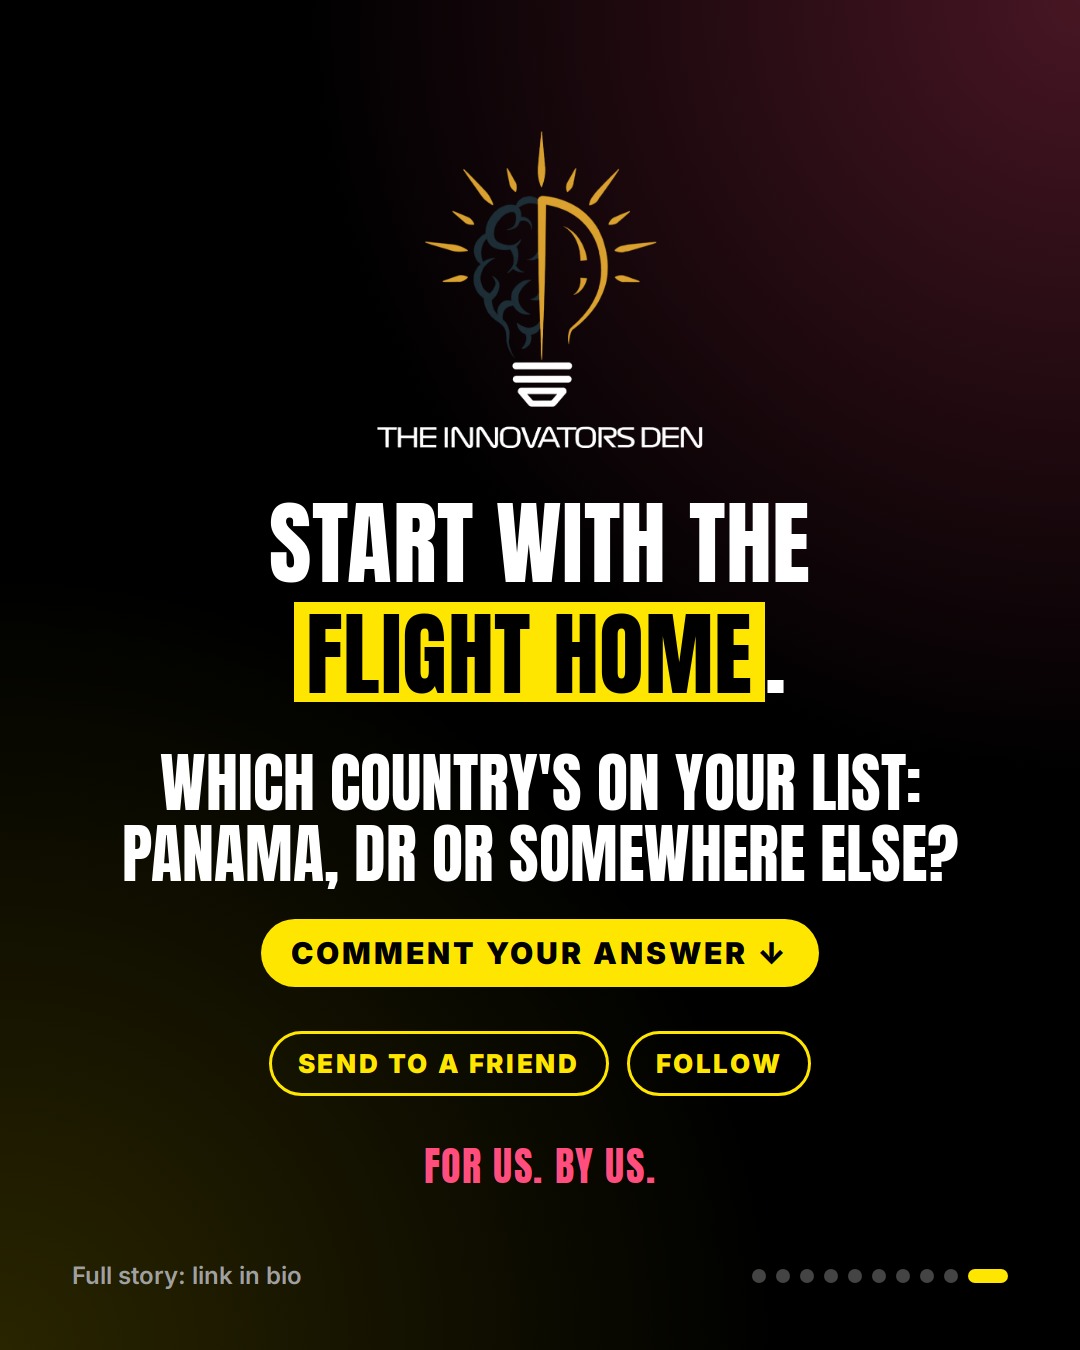 THE INNOVATORS DEN
START WITH THE
FLIGHT HOME.
WHICH COUNTRY'S ON YOUR LIST:
PANAMA, DR OR SOMEWHERE ELSE?
COMMENT YOUR ANSWER ↓
SEND TO A FRIEND
FOLLOW
FOR US. BY US.
Full story: link in bio